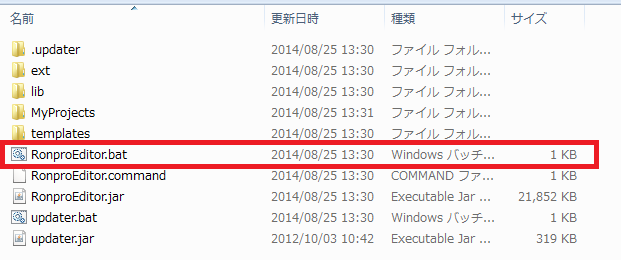 名前 更新日時 種類 サイズ
.updater 2014/08/25 13:30 ファイル フォル...
ext 2014/08/25 13:30 ファイル フォル...
lib 2014/08/25 13:30 ファイル フォル...
MyProjects 2014/08/25 13:31 ファイル フォル...
templates 2014/08/25 13:30 ファイル フォル...
RonproEditor.bat 2014/08/25 13:30 Windows バッチ... 1 KB
RonproEditor.command 2014/08/25 13:30 COMMAND ファ... 1 KB
RonproEditor.jar 2014/08/25 13:30 Executable Jar ... 21,852 KB
updater.bat 2014/08/25 13:30 Windows バッチ... 1 KB
updater.jar 2012/10/03 10:42 Executable Jar ... 319 KB